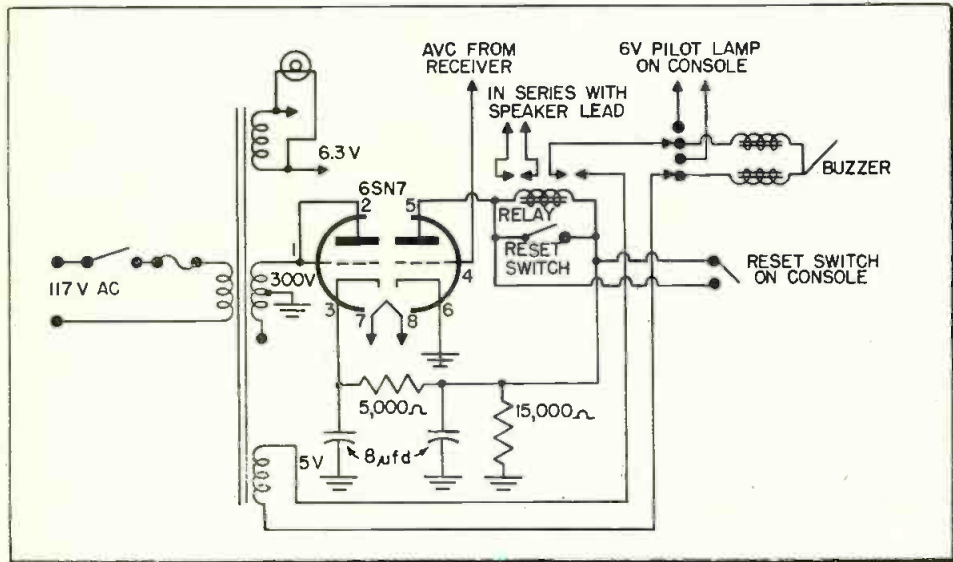 AVC FROM
RECEIVER
6V PILOT LAMP
ON CONSOLE
IN SERIES WITH
SPEAKER LEAD
6.3 V
6SN7
2
5
BUZZER
RELAY
RESET
SWITCH
1
300V
4
117 V AC
RESET SWITCH
ON CONSOLE
3
7
8
6
5,000Ω
15,000Ω
8µfd
5V